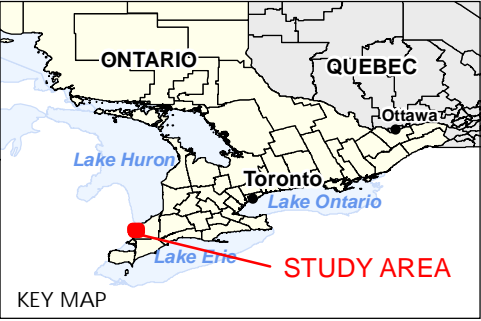 ONTARIO
QUEBEC
Ottawa
Lake Huron
Toronto
Lake Ontario
Lake Erie
STUDY AREA
KEY MAP